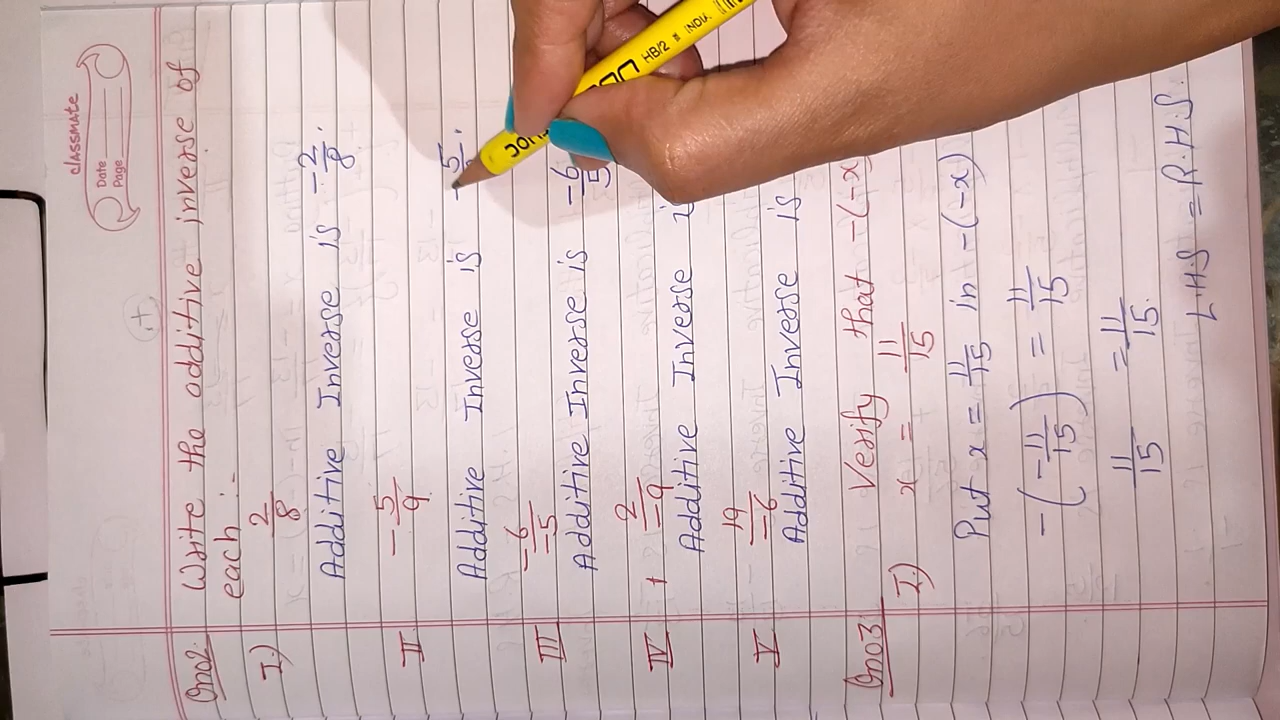 classmate
Date
Page
Qno2. Write the additive inverse of
each :-
I.) 2/8
Additive Inverse is -2/8.
II -5/9
Additive Inverse is
III -6/-5
Additive Inverse is -6/5
IV 2/-9
Additive Inverse is
V 19/-6
Additive Inverse is
Qno3 Verify that -(-x)
I.) x = 11/15
Put x = 11/15 in -(-x)
-(-11/15) = 11/15
11/15 = 11/15.
L.H.S = R.H.S.
HB/2 INDIA